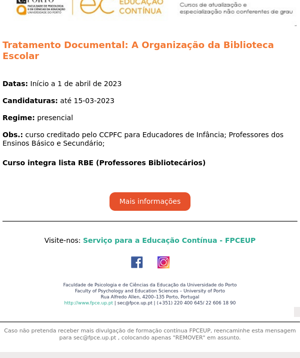 PORTO
FACULDADE DE PSICOLOGIA
E DE CIÊNCIAS DA EDUCAÇÃO
UNIVERSIDADE DO PORTO
ec
EDUCAÇÃO
CONTÍNUA
Cursos de atualização e
especialização não conferentes de grau
Tratamento Documental: A Organização da Biblioteca
Escolar
Datas: Início a 1 de abril de 2023
Candidaturas: até 15-03-2023
Regime: presencial
Obs.: curso creditado pelo CCPFC para Educadores de Infância; Professores dos
Ensinos Básico e Secundário;
Curso integra lista RBE (Professores Bibliotecários)
Mais informações
Visite-nos: Serviço para a Educação Contínua - FPCEUP
Faculdade de Psicologia e de Ciências da Educação da Universidade do Porto
Faculty of Psychology and Education Sciences – University of Porto
Rua Alfredo Allen, 4200-135 Porto, Portugal
http://www.fpce.up.pt | sec@fpce.up.pt | (+351) 220 400 645/ 22 606 18 90
Caso não pretenda receber mais divulgação de formação contínua FPCEUP, reencaminhe esta mensagem
para sec@fpce.up.pt , colocando apenas "REMOVER" em assunto.